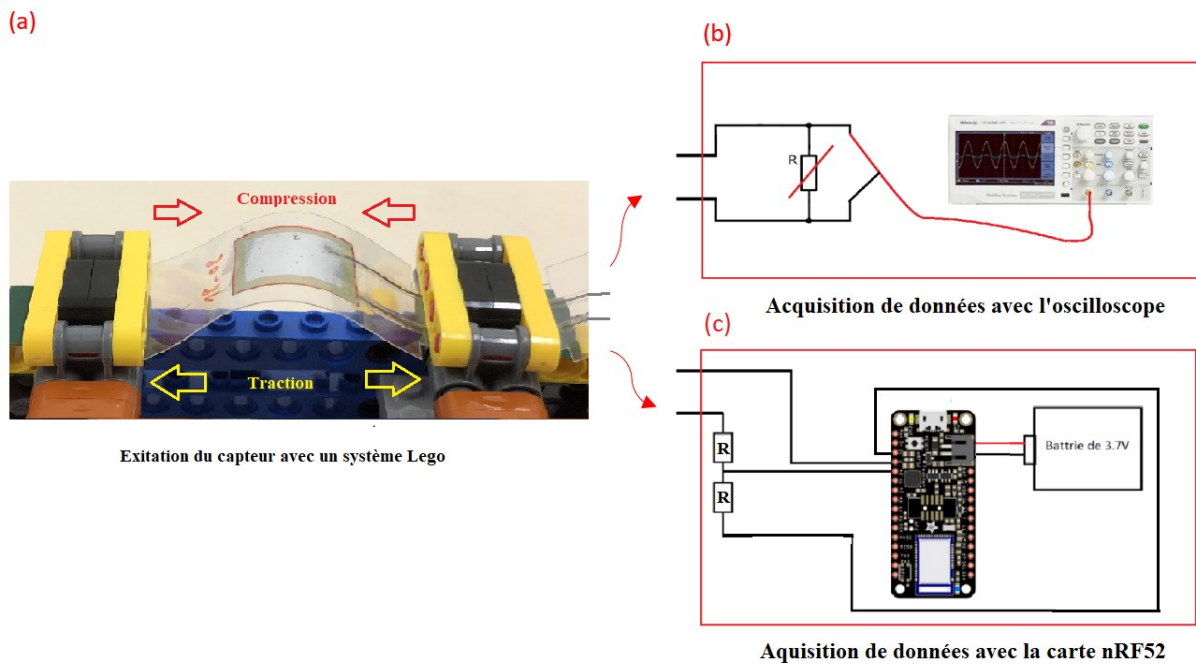 (a)
Compression
Traction
Exitation du capteur avec un système Lego
(b)
R
Acquisition de données avec l'oscilloscope
(c)
R
R
Battrie de 3.7V
Aquisition de données avec la carte nRF52